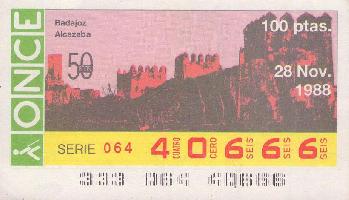 ONCE
Badajoz
Alcazaba
50
100 ptas.
28 Nov.
1988
SERIE 064
4 CUATRO 0 CERO 6 SEIS 6 SEIS 6 SEIS